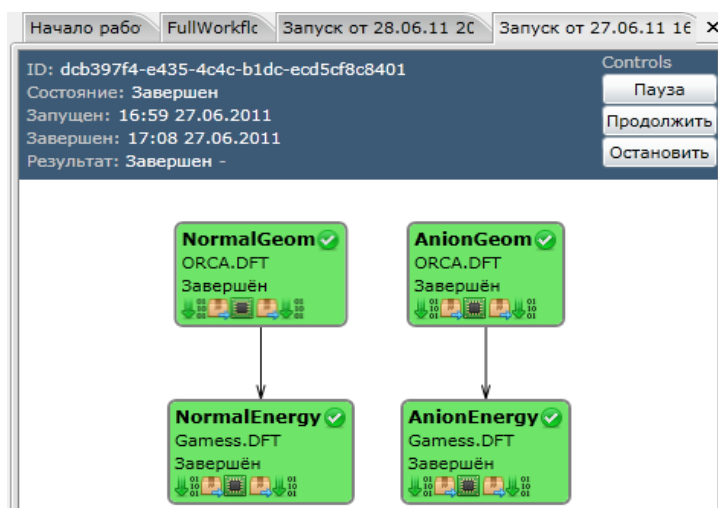 Начало рабо FullWorkflc Запуск от 28.06.11 20 Запуск от 27.06.11 16
ID: dcb397f4-e435-4c4c-b1dc-ecd5cf8c8401
Controls
Состояние: Завершен
Пауза
Запущен: 16:59 27.06.2011
Продолжить
Завершен: 17:08 27.06.2011
Остановить
Результат: Завершен -
NormalGeom
ORCA.DFT
Завершён
AnionGeom
ORCA.DFT
Завершён
NormalEnergy
Gamess.DFT
Завершён
AnionEnergy
Gamess.DFT
Завершён